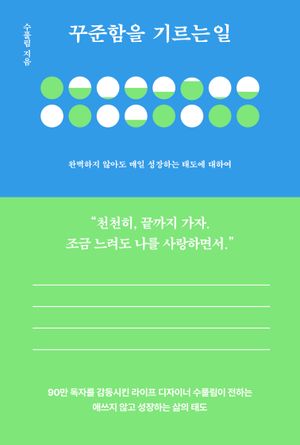 꾸준함을 기르는 일
수풀림 지음
완벽하지 않아도 매일 성장하는 태도에 대하여
“천천히, 끝까지 가자.
조금 느려도 나를 사랑하면서.”
90만 독자를 감동시킨 라이프 디자이너 수풀림이 전하는
애쓰지 않고 성장하는 삶의 태도